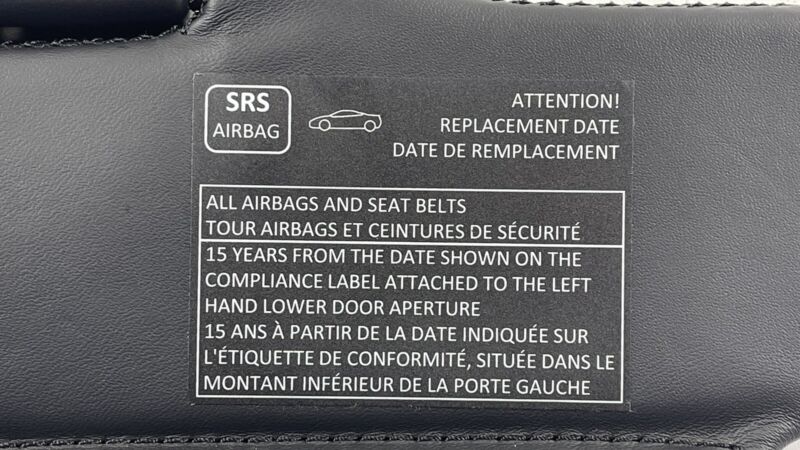 SRS
AIRBAG
ATTENTION!
REPLACEMENT DATE
DATE DE REMPLACEMENT
ALL AIRBAGS AND SEAT BELTS
TOUR AIRBAGS ET CEINTURES DE SÉCURITÉ
15 YEARS FROM THE DATE SHOWN ON THE
COMPLIANCE LABEL ATTACHED TO THE LEFT
HAND LOWER DOOR APERTURE
15 ANS À PARTIR DE LA DATE INDIQUÉE SUR
L'ÉTIQUETTE DE CONFORMITÉ, SITUÉE DANS LE
MONTANT INFÉRIEUR DE LA PORTE GAUCHE